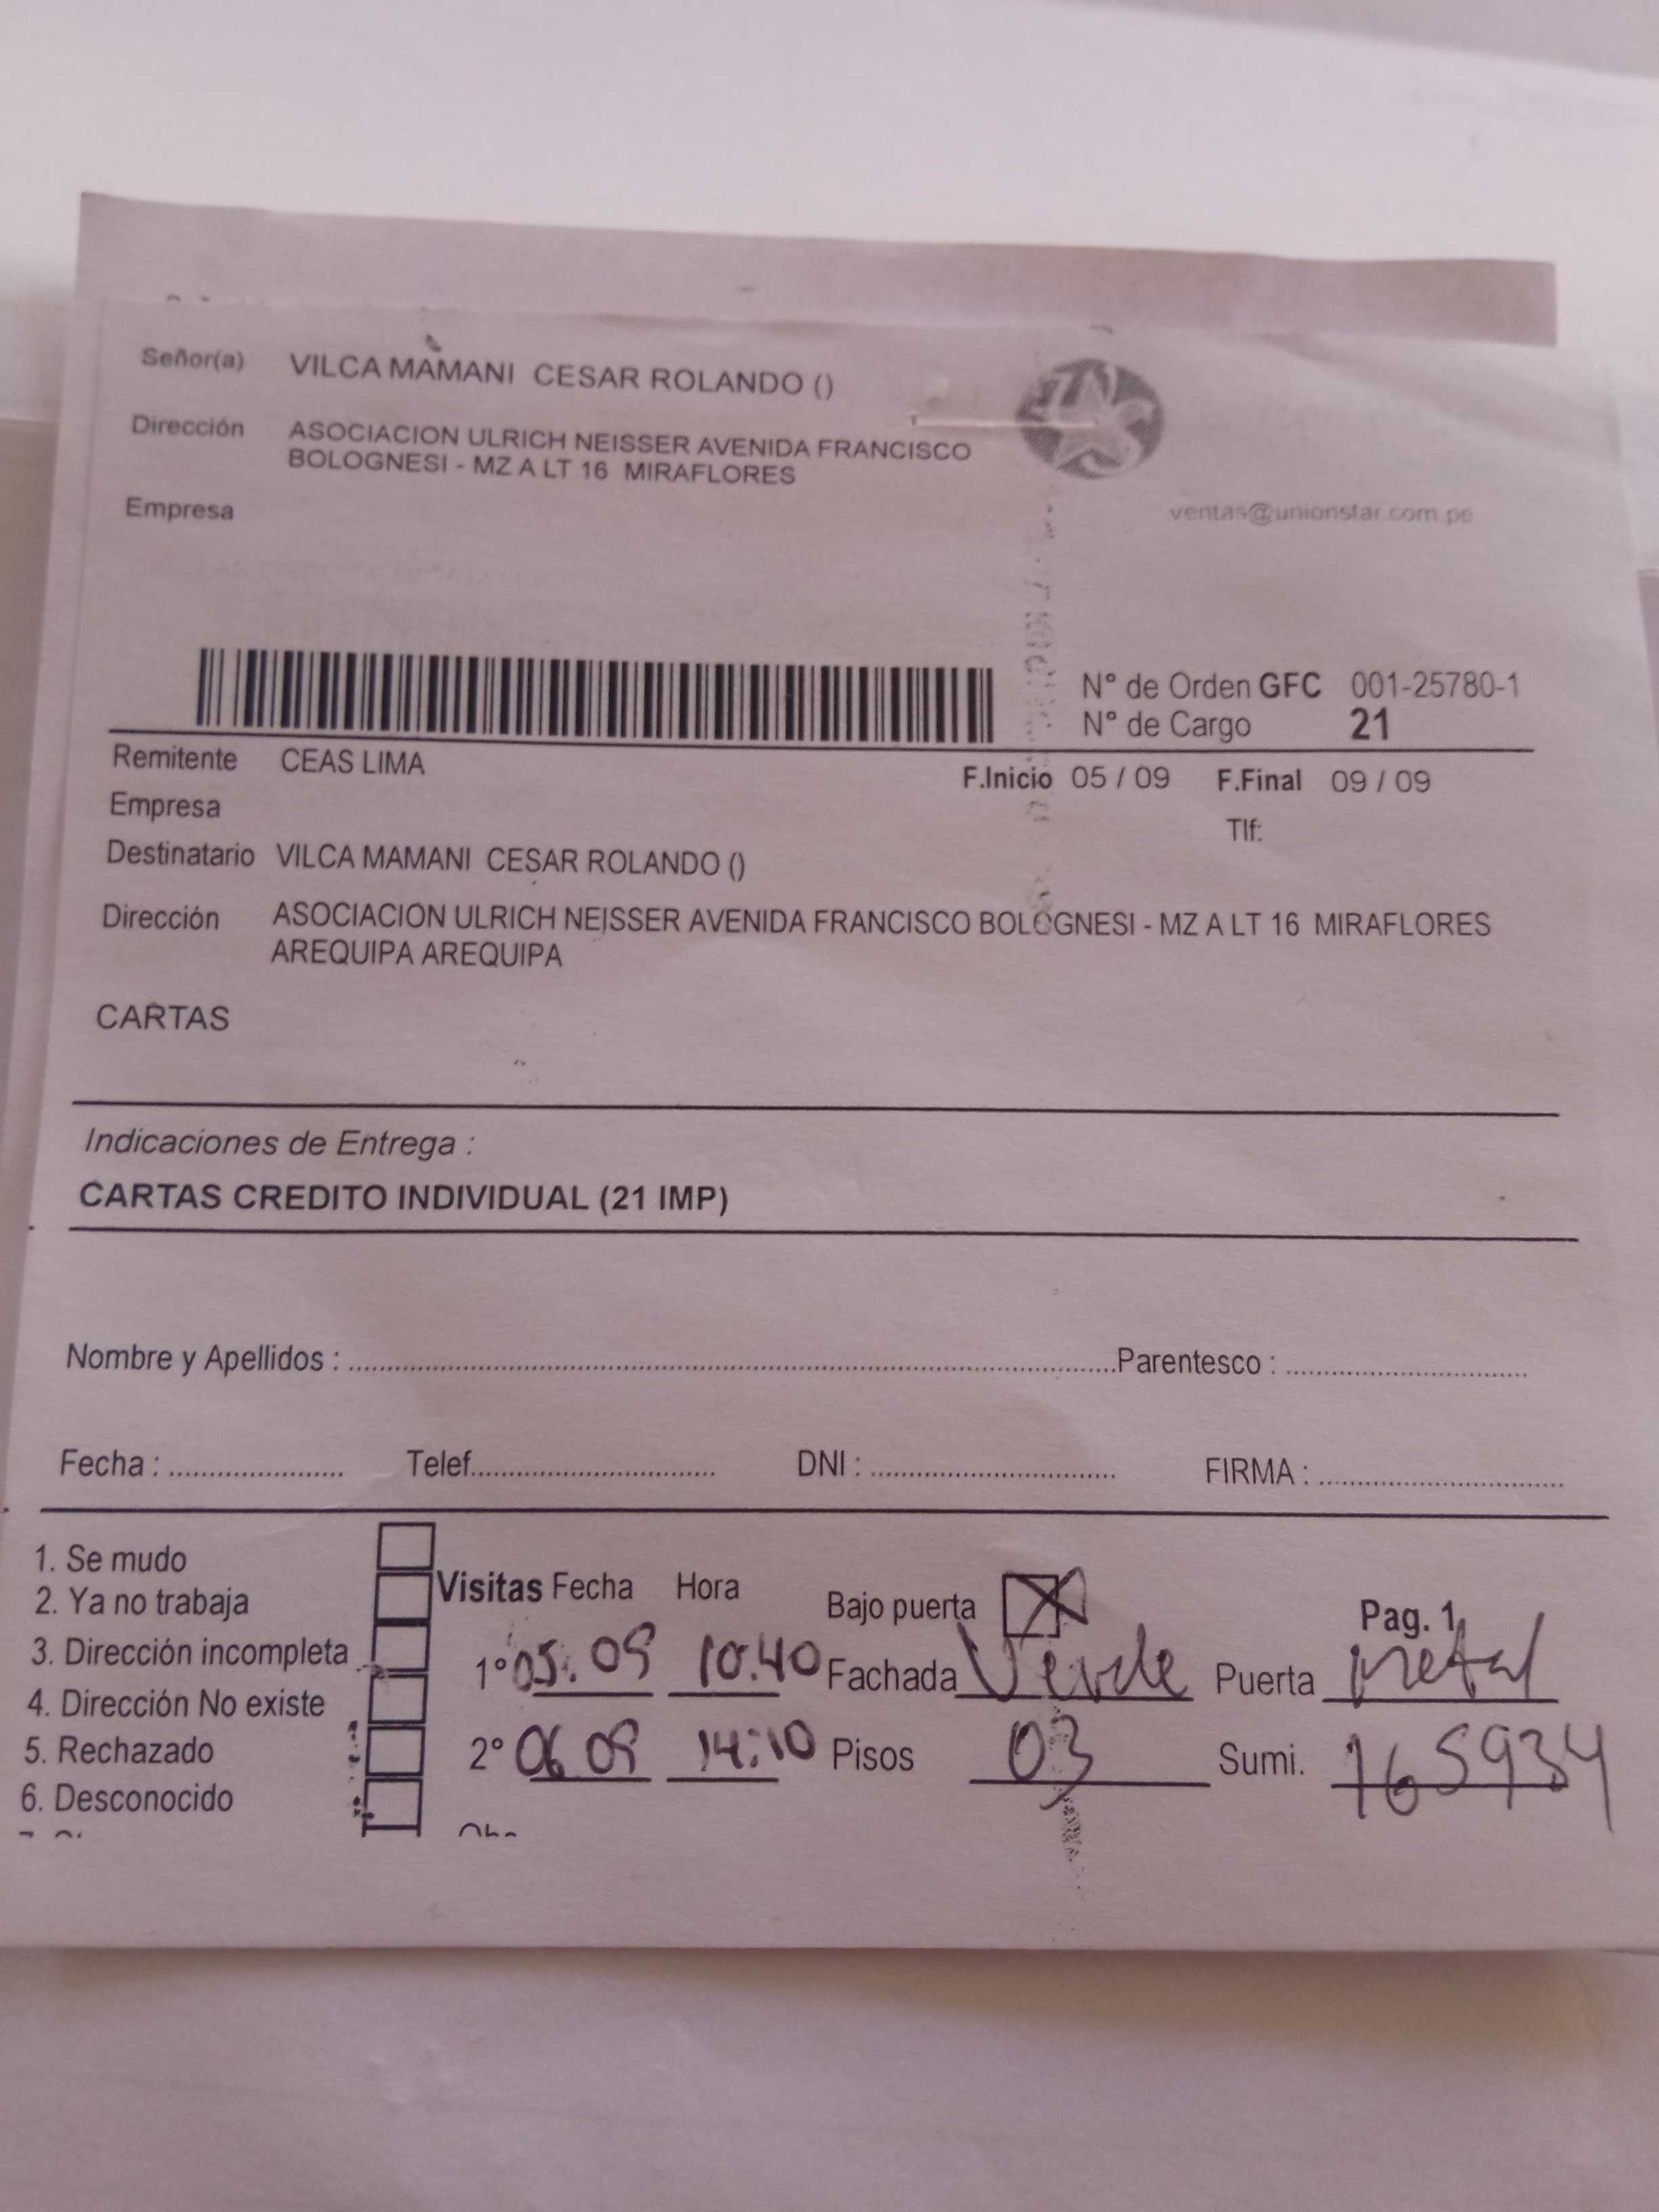 Señor(a) VILCA MAMANI CESAR ROLANDO ()
Dirección ASOCIACION ULRICH NEISSER AVENIDA FRANCISCO
BOLOGNESI - MZ A LT 16 MIRAFLORES
Empresa
ventas@unionstar.com.pe
N° de Orden GFC 001-25780-1
N° de Cargo 21
Remitente CEAS LIMA
F.Inicio 05 / 09 F.Final 09 / 09
Empresa
Tlf:
Destinatario VILCA MAMANI CESAR ROLANDO ()
Dirección ASOCIACION ULRICH NEISSER AVENIDA FRANCISCO BOLOGNESI - MZ A LT 16 MIRAFLORES
AREQUIPA AREQUIPA
CARTAS
Indicaciones de Entrega :
CARTAS CREDITO INDIVIDUAL (21 IMP)
Nombre y Apellidos : Parentesco :
Fecha : Telef. DNI : FIRMA :
1. Se mudo
2. Ya no trabaja
3. Dirección incompleta
4. Dirección No existe
5. Rechazado
6. Desconocido
Visitas Fecha Hora Bajo puerta Pag. 1
1° 05.09 10.40 Fachada Verde Puerta metal
2° 06 09 14:10 Pisos 03 Sumi. 165934